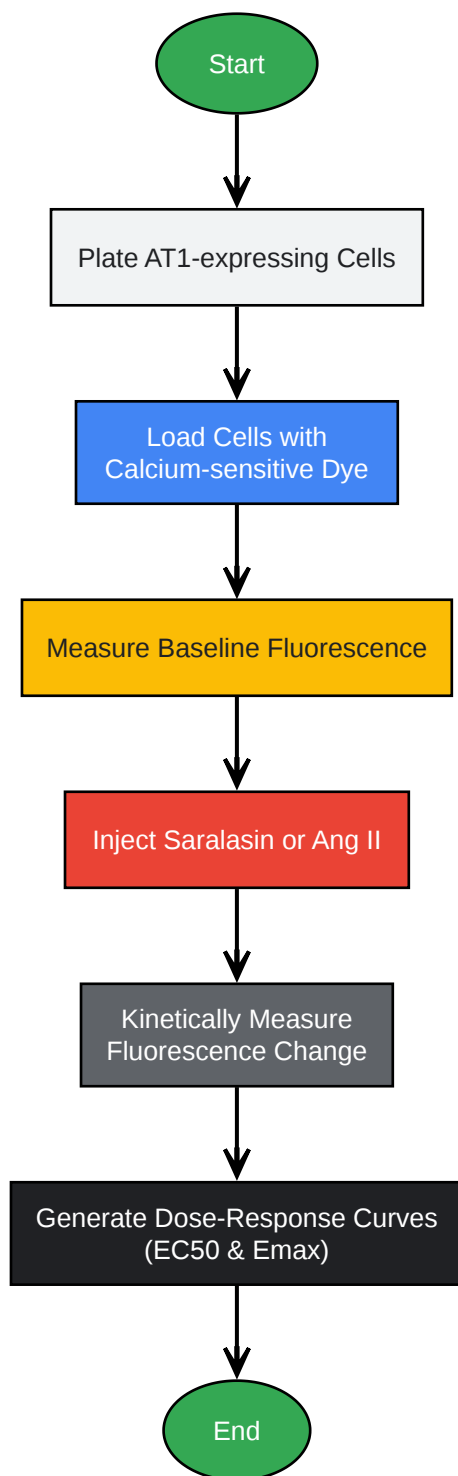 Start
Plate AT1-expressing Cells
Load Cells with
Calcium-sensitive Dye
Measure Baseline Fluorescence
Inject Saralasin or Ang II
Kinetically Measure
Fluorescence Change
Generate Dose-Response Curves
(EC50 & Emax)
End